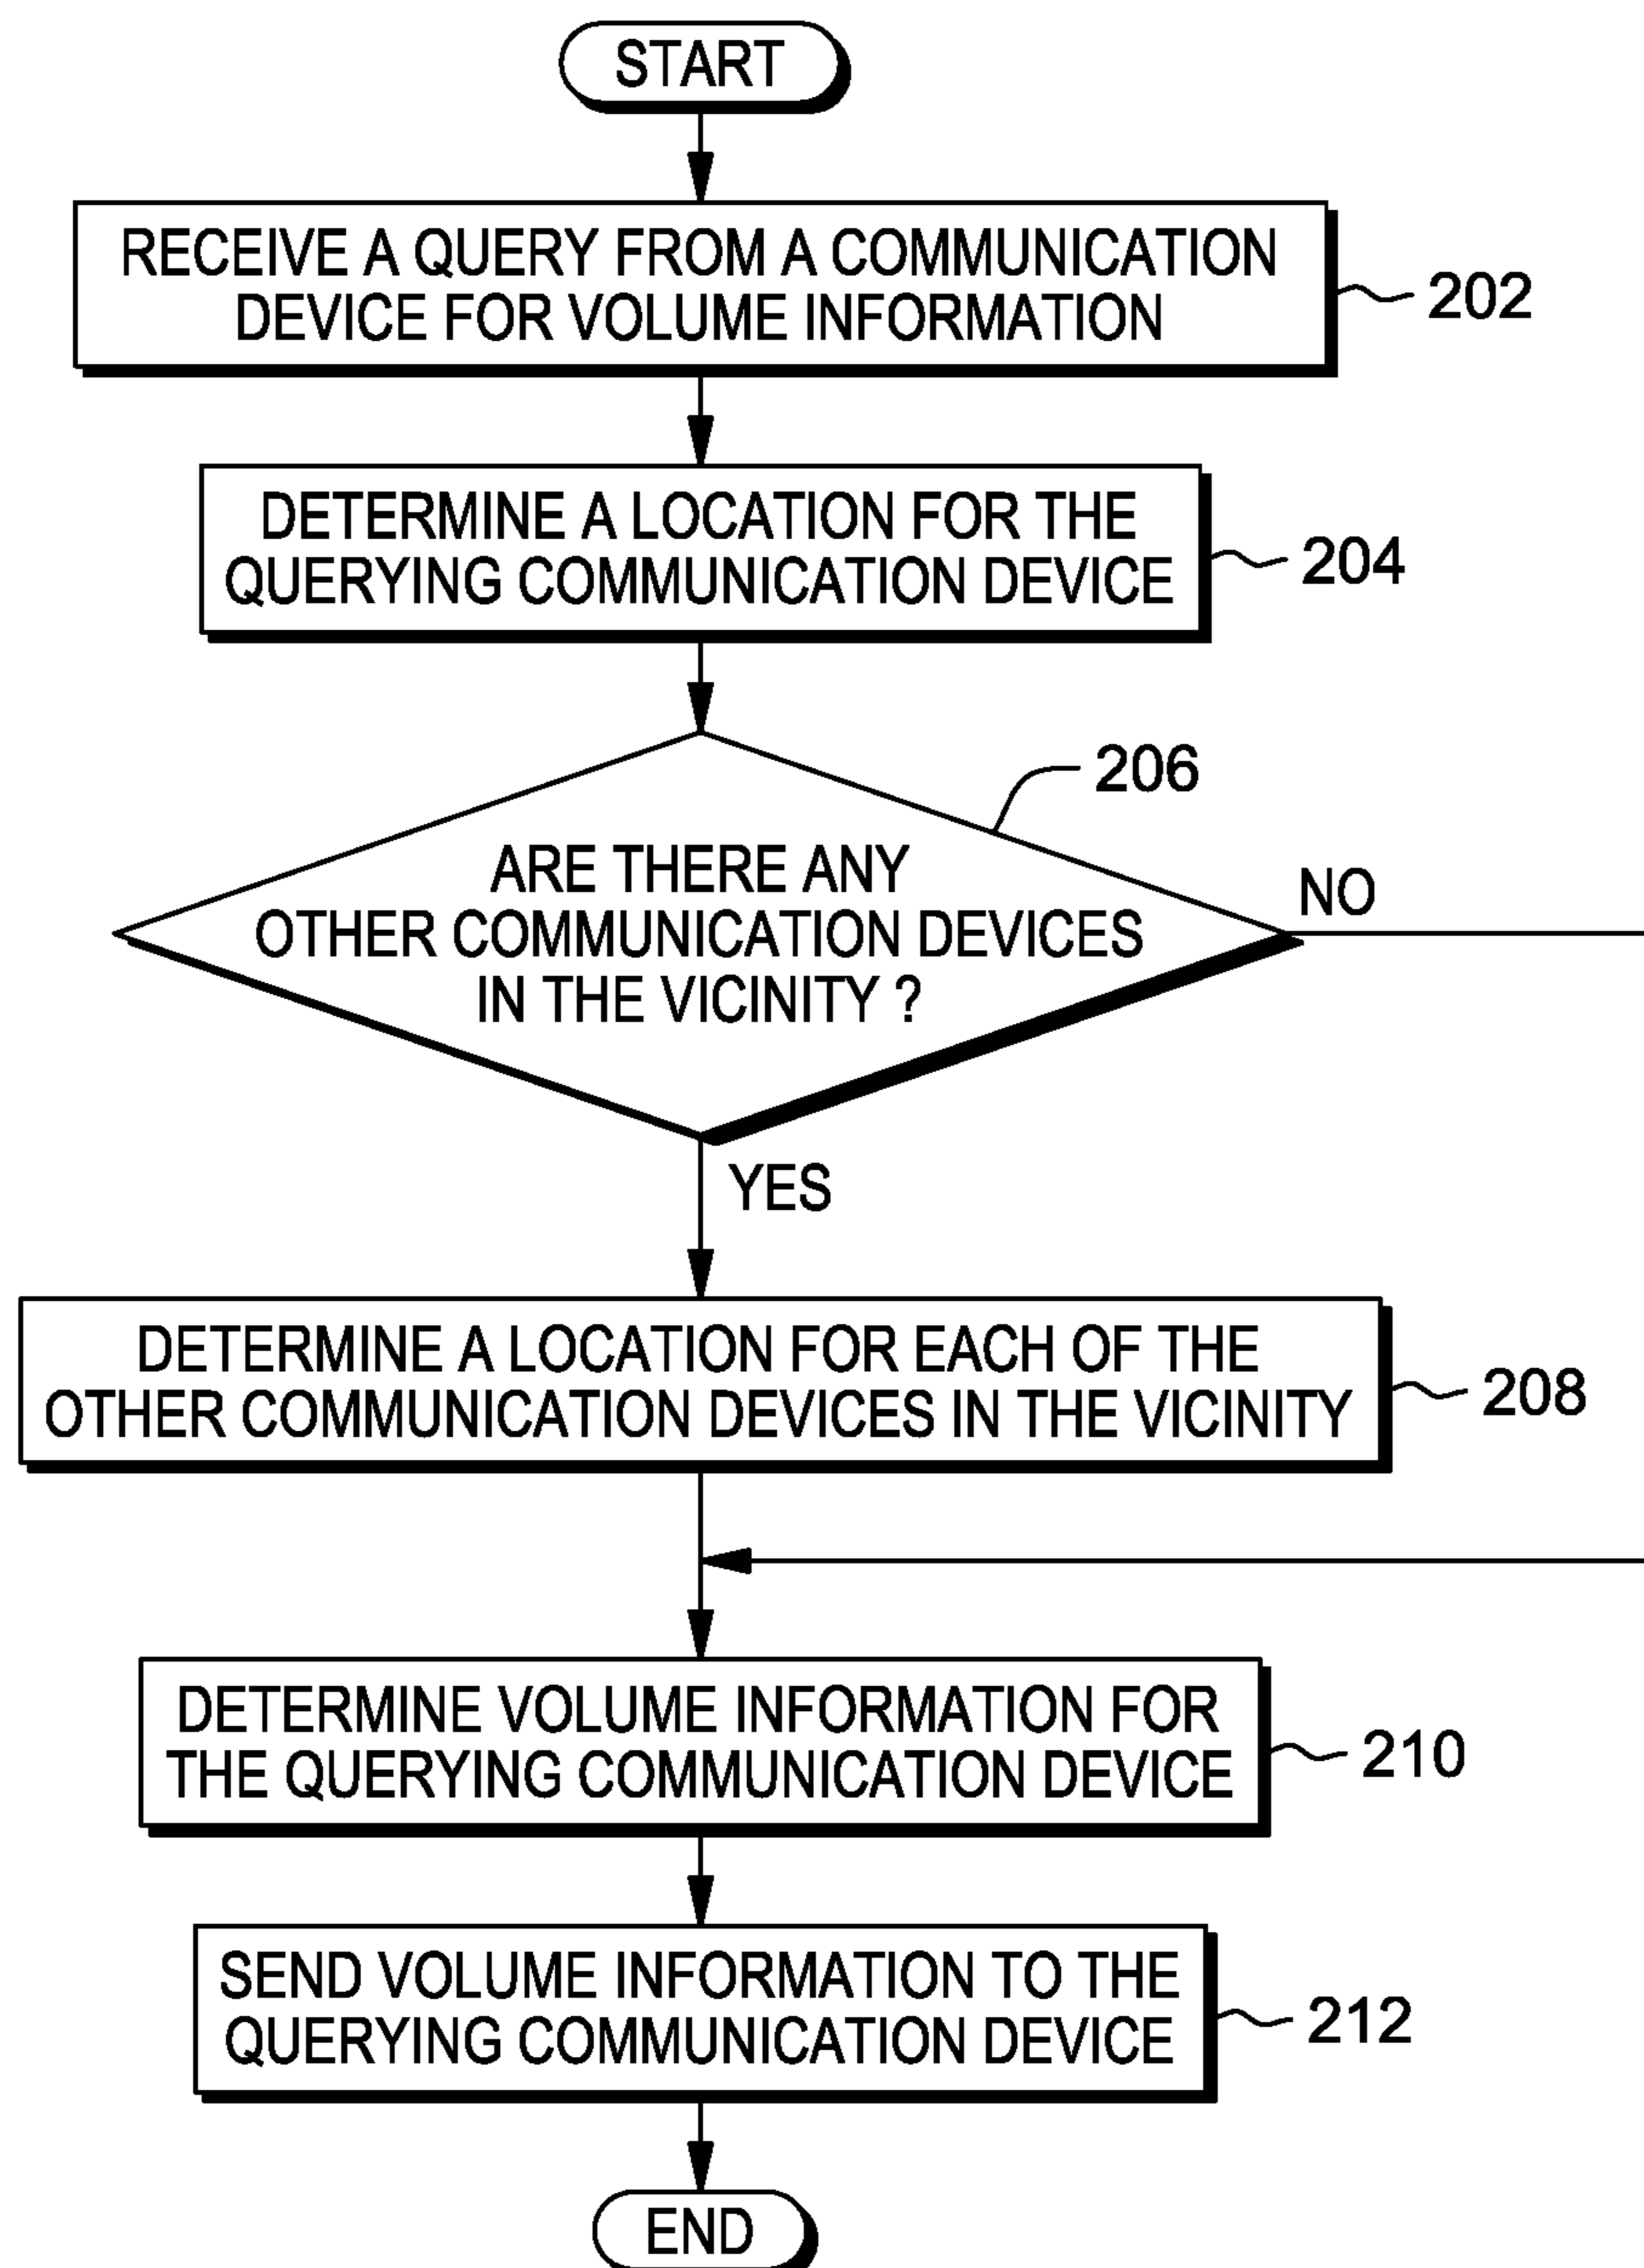 START
RECEIVE A QUERY FROM A COMMUNICATION
DEVICE FOR VOLUME INFORMATION
202
DETERMINE A LOCATION FOR THE
QUERYING COMMUNICATION DEVICE
204
206
ARE THERE ANY
OTHER COMMUNICATION DEVICES
IN THE VICINITY ?
NO
YES
DETERMINE A LOCATION FOR EACH OF THE
OTHER COMMUNICATION DEVICES IN THE VICINITY
208
DETERMINE VOLUME INFORMATION FOR
THE QUERYING COMMUNICATION DEVICE
210
SEND VOLUME INFORMATION TO THE
QUERYING COMMUNICATION DEVICE
212
END